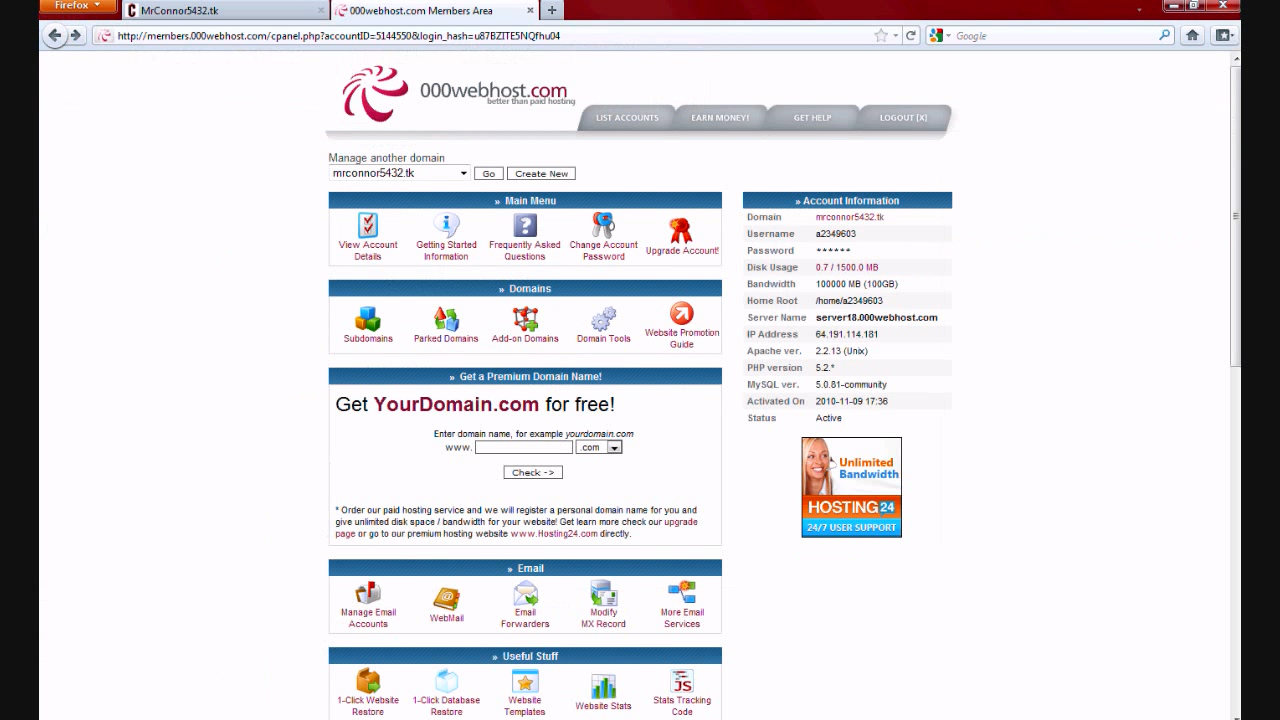 Firefox
MrConnor5432.tk
000webhost.com Members Area
http://members.000webhost.com/cpanel.php?accountID=5144550&login_hash=u87BZITE5NQfhu04
Google
000webhost.com
better than paid hosting
LIST ACCOUNTS
EARN MONEY!
GET HELP
LOGOUT [X]
Manage another domain
mrconnor5432.tk
Go
Create New
» Main Menu
View Account
Details
Getting Started
Information
Frequently Asked
Questions
Change Account
Password
Upgrade Account!
» Domains
Subdomains
Parked Domains
Add-on Domains
Domain Tools
Website Promotion
Guide
» Get a Premium Domain Name!
Get YourDomain.com for free!
Enter domain name, for example yourdomain.com
www.
.com
Check ->
* Order our paid hosting service and we will register a personal domain name for you and
give unlimited disk space / bandwidth for your website! Get learn more check our upgrade
page or go to our premium hosting website www.Hosting24.com directly.
» Email
Manage Email
Accounts
WebMail
Email
Forwarders
Modify
MX Record
More Email
Services
» Useful Stuff
1-Click Website
Restore
1-Click Database
Restore
Website
Templates
Website Stats
JS
Stats Tracking
Code
» Account Information
Domain mrconnor5432.tk
Username a2349603
Password ******
Disk Usage 0.7 / 1500.0 MB
Bandwidth 100000 MB (100GB)
Home Root /home/a2349603
Server Name server18.000webhost.com
IP Address 64.191.114.181
Apache ver. 2.2.13 (Unix)
PHP version 5.2.*
MySQL ver. 5.0.81-community
Activated On 2010-11-09 17:36
Status Active
Unlimited
Bandwidth
HOSTING24
24/7 USER SUPPORT